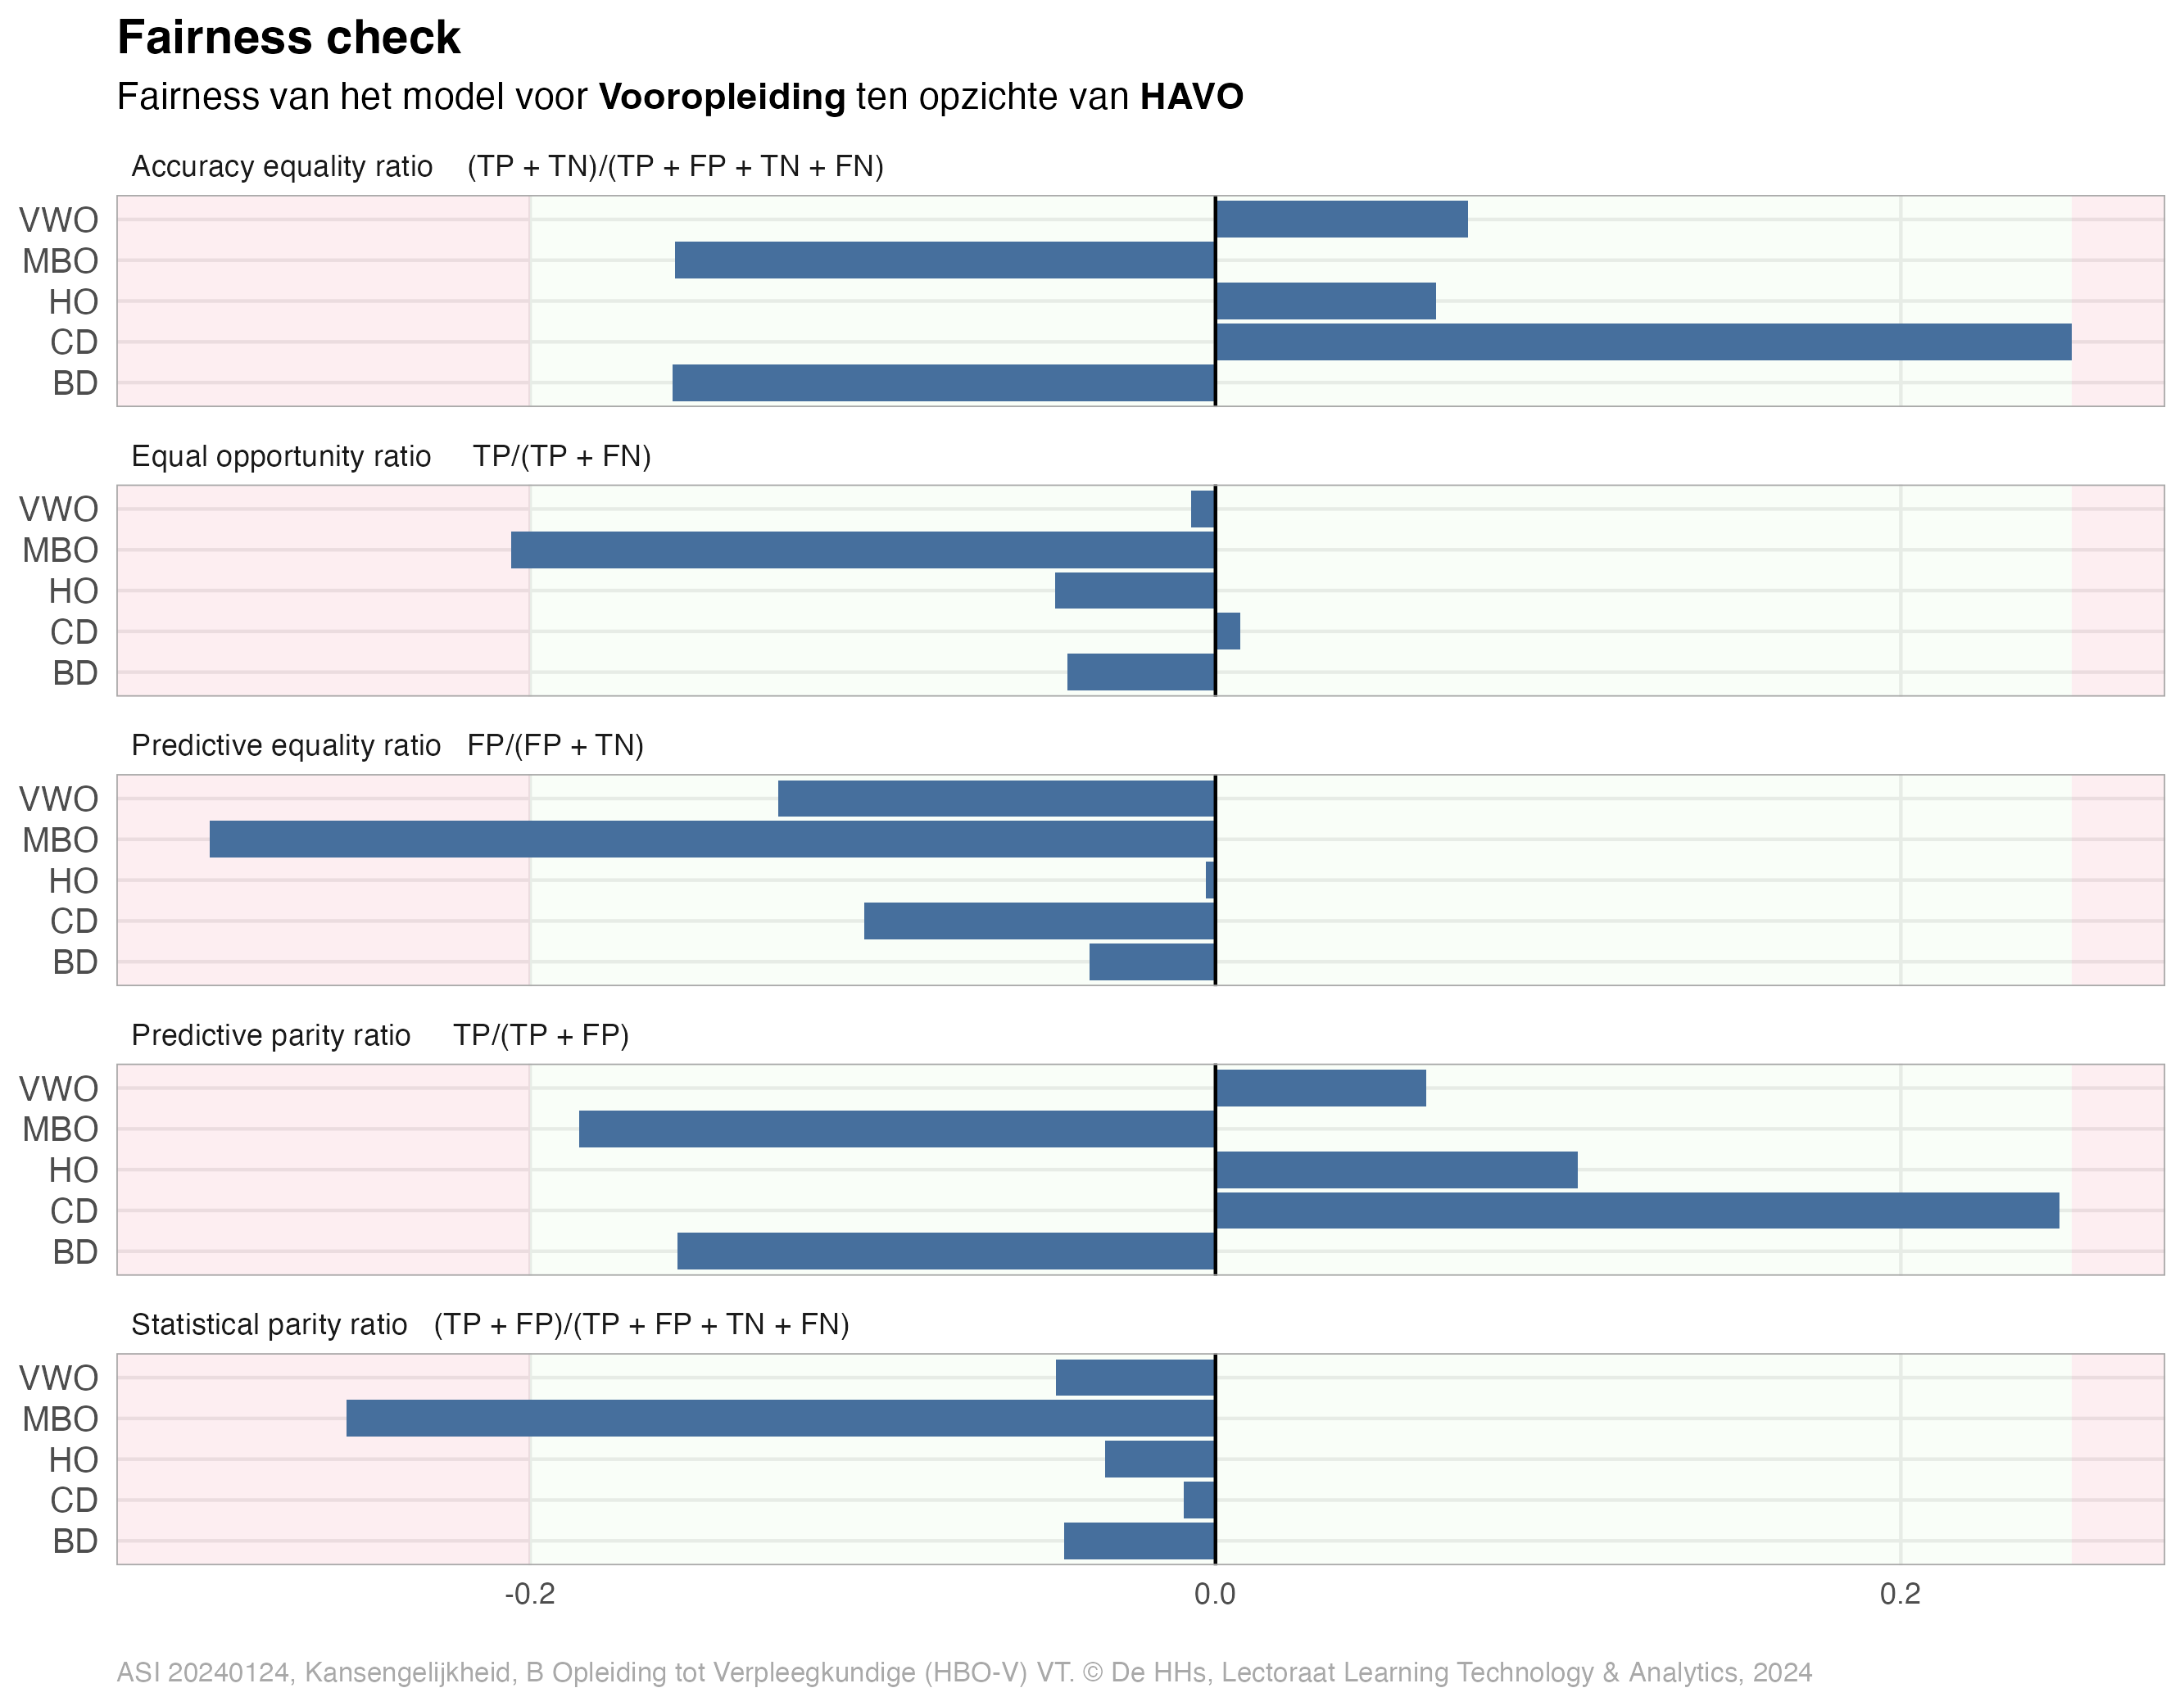 Fairness check
Fairness van het model voor Vooropleiding ten opzichte van HAVO
Accuracy equality ratio (TP + TN)/(TP + FP + TN + FN)
VWO
MBO
HO
CD
BD
Equal opportunity ratio TP/(TP + FN)
VWO
MBO
HO
CD
BD
Predictive equality ratio FP/(FP + TN)
VWO
MBO
HO
CD
BD
Predictive parity ratio TP/(TP + FP)
VWO
MBO
HO
CD
BD
Statistical parity ratio (TP + FP)/(TP + FP + TN + FN)
VWO
MBO
HO
CD
BD
-0.2 0.0 0.2
ASI 20240124, Kansengelijkheid, B Opleiding tot Verpleegkundige (HBO-V) VT. © De HHs, Lectoraat Learning Technology & Analytics, 2024